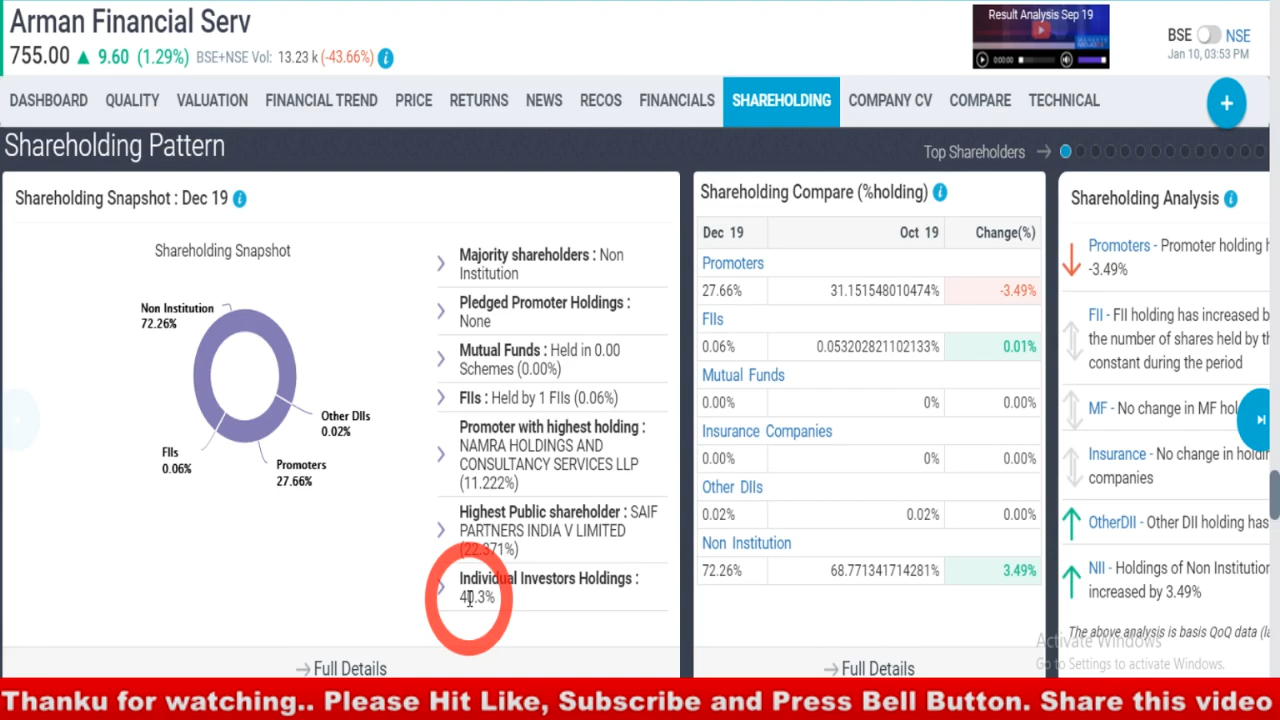 Arman Financial Serv
755.00 ▲ 9.60 (1.29%) BSE+NSE Vol: 13.23 k (-43.66%) i
Result Analysis Sep 19
0:00:00
BSE NSE
Jan 10, 03:53 PM
DASHBOARD QUALITY VALUATION FINANCIAL TREND PRICE RETURNS NEWS RECOS FINANCIALS SHAREHOLDING COMPANY CV COMPARE TECHNICAL +
Shareholding Pattern
Top Shareholders →
Shareholding Snapshot : Dec 19 i
Shareholding Snapshot
Non Institution
72.26%
Other DIIs
0.02%
FIIs
0.06%
Promoters
27.66%
Majority shareholders : Non
Institution
Pledged Promoter Holdings :
None
Mutual Funds : Held in 0.00
Schemes (0.00%)
FIIs : Held by 1 FIIs (0.06%)
Promoter with highest holding :
NAMRA HOLDINGS AND
CONSULTANCY SERVICES LLP
(11.222%)
Highest Public shareholder : SAIF
PARTNERS INDIA V LIMITED
(22.371%)
Individual Investors Holdings :
40.3%
→ Full Details
Shareholding Compare (%holding) i
Dec 19 Oct 19 Change(%)
Promoters
27.66% 31.151548010474% -3.49%
FIIs
0.06% 0.053202821102133% 0.01%
Mutual Funds
0.00% 0% 0.00%
Insurance Companies
0.00% 0% 0.00%
Other DIIs
0.02% 0.02% 0.00%
Non Institution
72.26% 68.771341714281% 3.49%
→ Full Details
Shareholding Analysis i
Promoters - Promoter holding h
-3.49%
FII - FII holding has increased b
the number of shares held by th
constant during the period
MF - No change in MF hol
Insurance - No change in holdin
companies
OtherDII - Other DII holding has
NII - Holdings of Non Institution
increased by 3.49%
The above analysis is basis QoQ data (la
Activate Windows
Go to Settings to activate Windows.
Thanku for watching.. Please Hit Like, Subscribe and Press Bell Button. Share this video